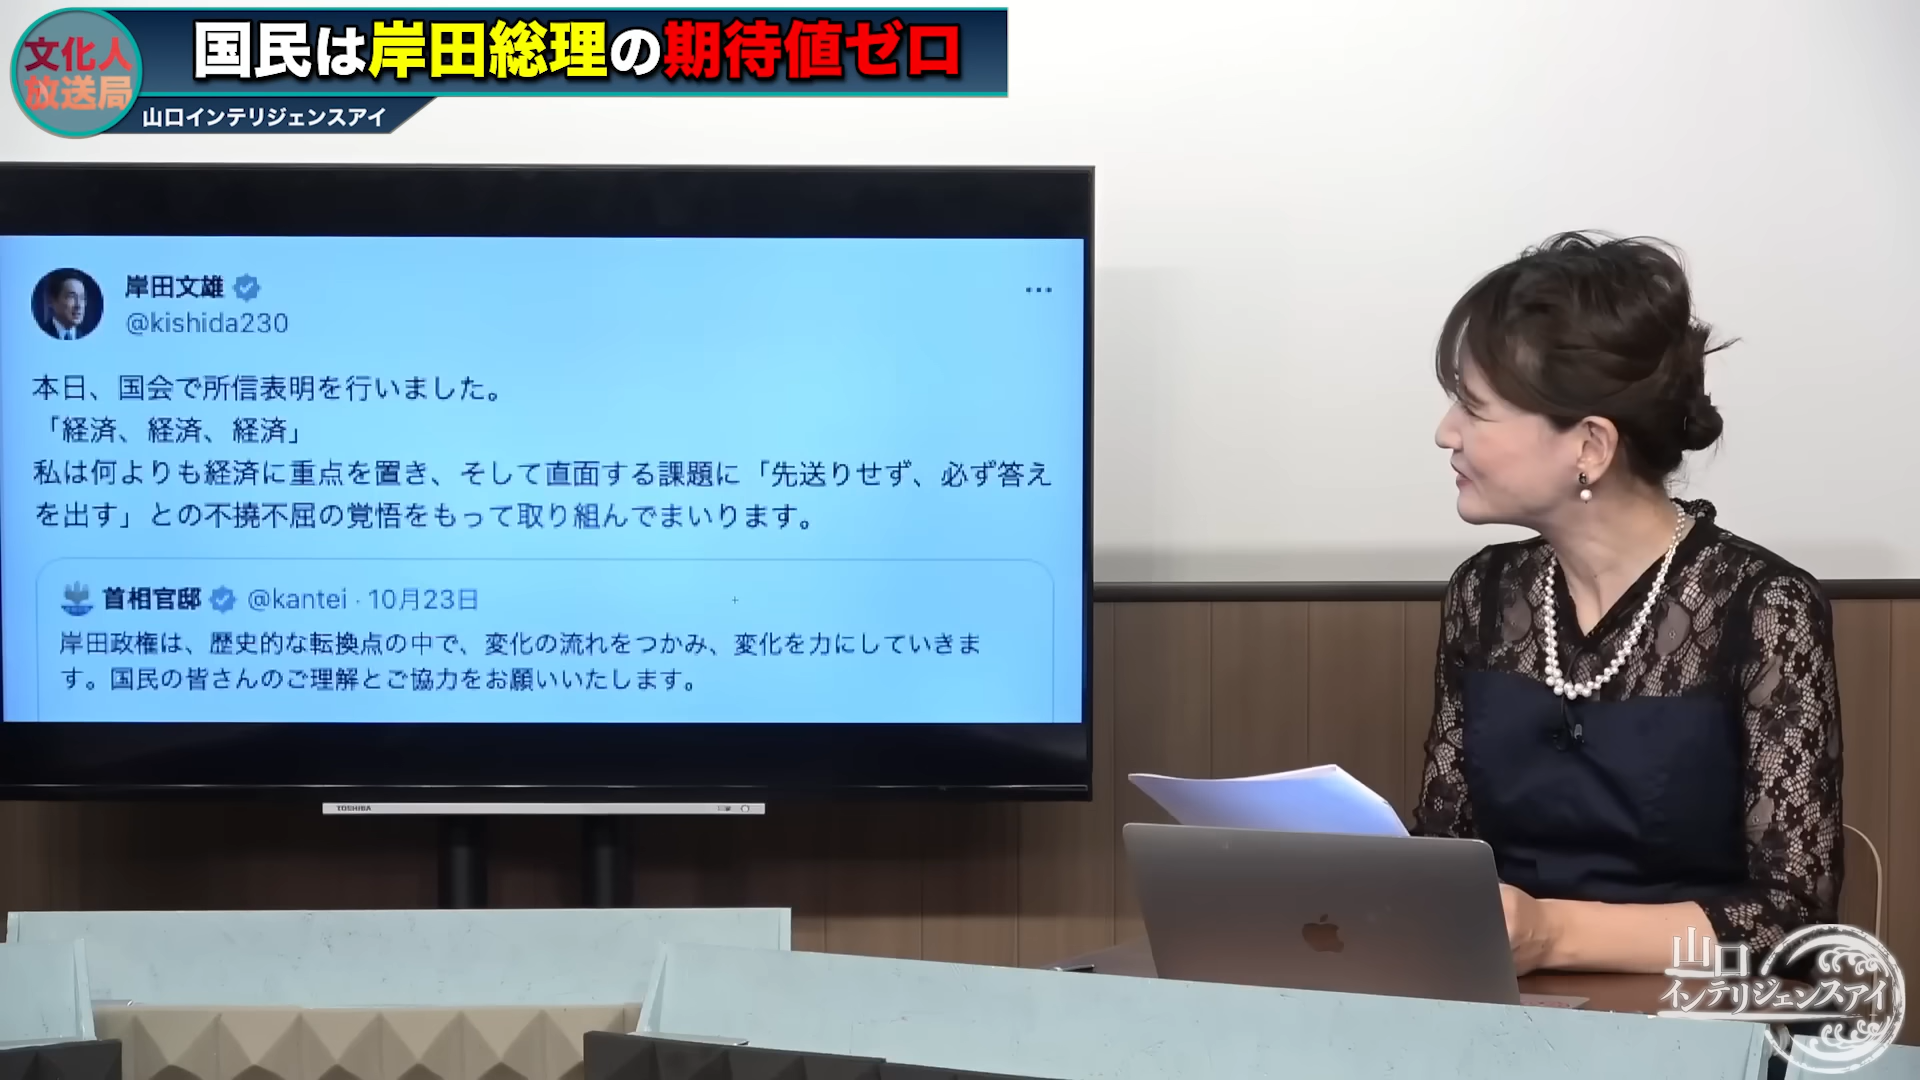 文化人
放送局
国民は岸田総理の期待値ゼロ
山口インテリジェンスアイ
岸田文雄
@kishida230
本日、国会で所信表明を行いました。
「経済、経済、経済」
私は何よりも経済に重点を置き、そして直面する課題に「先送りせず、必ず答え
を出す」との不撓不屈の覚悟をもって取り組んでまいります。
首相官邸 @kantei · 10月23日
岸田政権は、歴史的な転換点の中で、変化の流れをつかみ、変化を力にしていきま
す。国民の皆さんのご理解とご協力をお願いいたします。
TOSHIBA
山口
インテリジェンスアイ